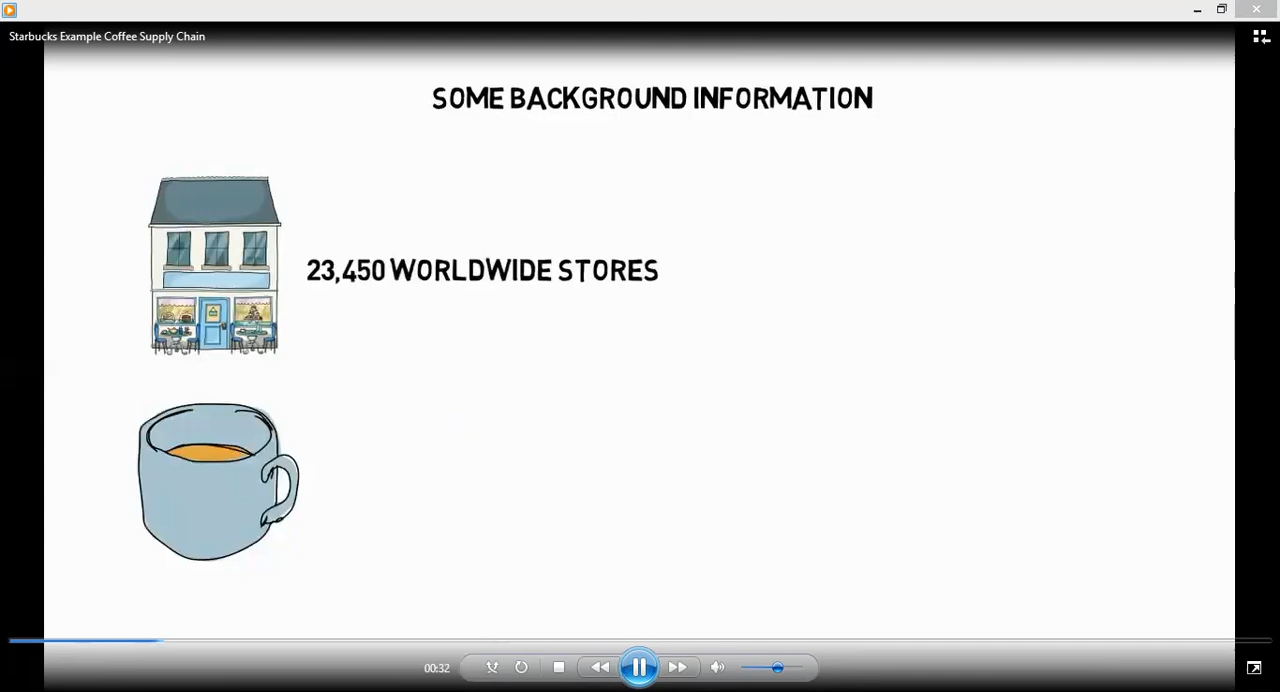 Starbucks Example Coffee Supply Chain
SOME BACKGROUND INFORMATION
23,450 WORLDWIDE STORES
00:32